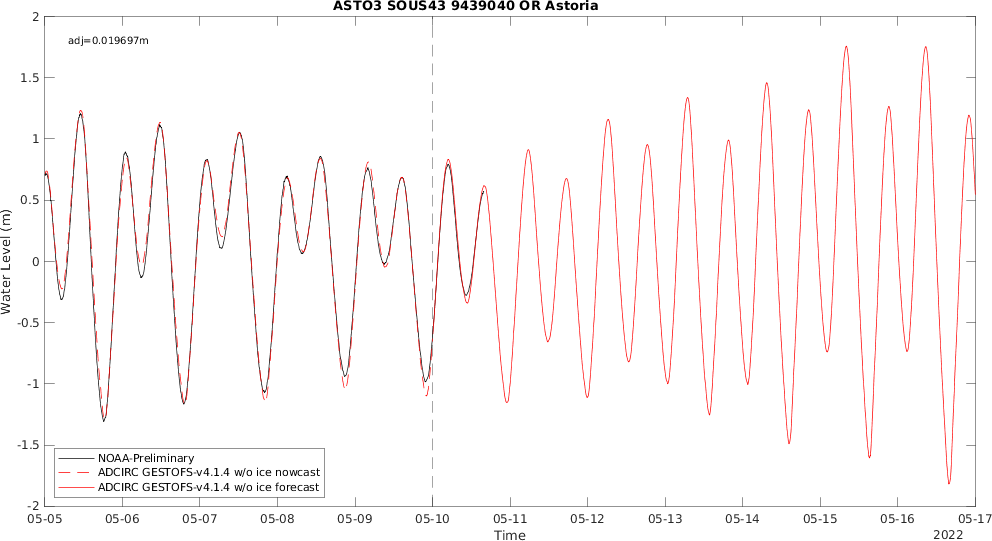 ASTO3 SOUS43 9439040 OR Astoria
adj=0.019697m
2
1.5
1
0.5
0
-0.5
-1
-1.5
-2
Water Level (m)
NOAA-Preliminary
ADCIRC GESTOFS-v4.1.4 w/o ice nowcast
ADCIRC GESTOFS-v4.1.4 w/o ice forecast
05-05 05-06 05-07 05-08 05-09 05-10 05-11 05-12 05-13 05-14 05-15 05-16 05-17
Time
2022